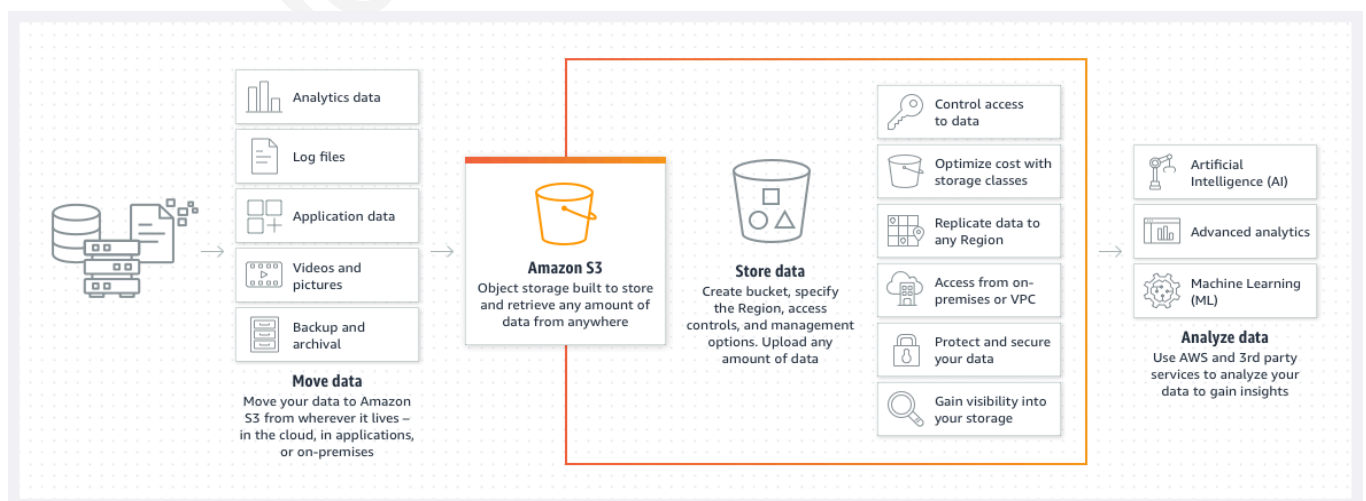 Analytics data
Log files
Application data
Videos and
pictures
Backup and
archival
Move data
Move your data to Amazon
S3 from wherever it lives –
in the cloud, in applications,
or on-premises
Amazon S3
Object storage built to store
and retrieve any amount of
data from anywhere
Store data
Create bucket, specify
the Region, access
controls, and management
options. Upload any
amount of data
Control access
to data
Optimize cost with
storage classes
Replicate data to
any Region
Access from on-
premises or VPC
Protect and secure
your data
Gain visibility into
your storage
Artificial
Intelligence (AI)
Advanced analytics
Machine Learning
(ML)
Analyze data
Use AWS and 3rd party
services to analyze your
data to gain insights